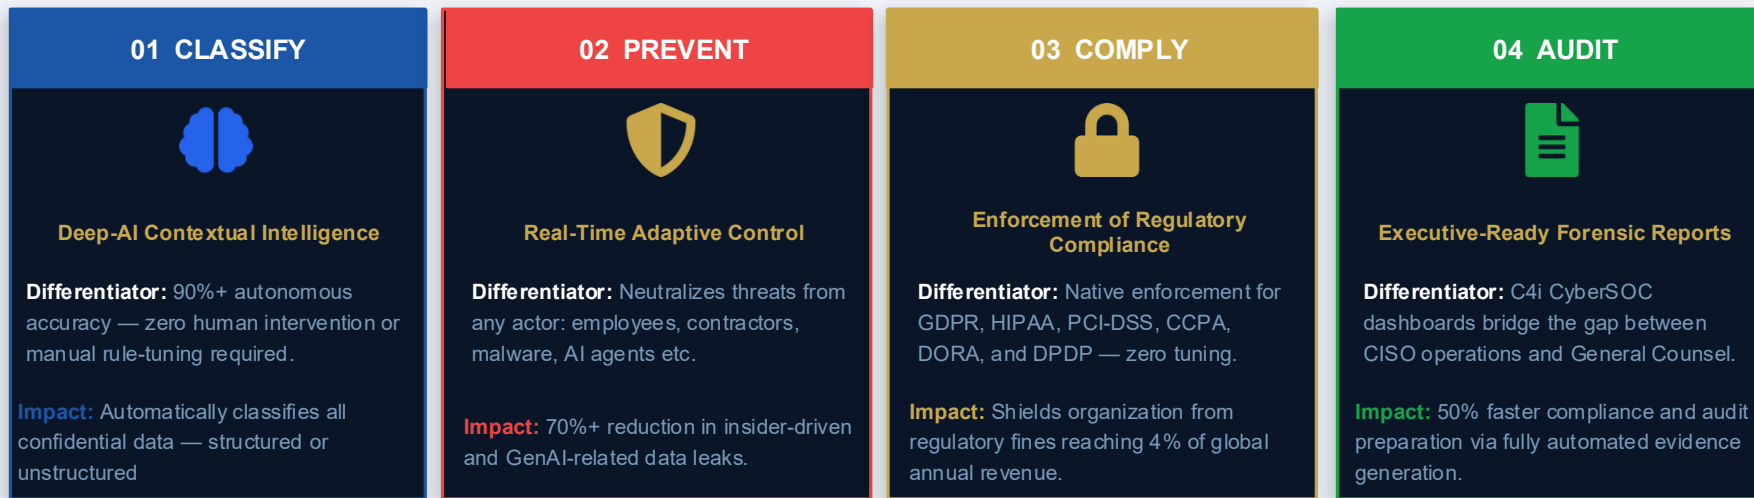 01 CLASSIFY
Deep-AI Contextual Intelligence
Differentiator: 90%+ autonomous
accuracy — zero human intervention or
manual rule-tuning required.
Impact: Automatically classifies all
confidential data — structured or
unstructured
02 PREVENT
Real-Time Adaptive Control
Differentiator: Neutralizes threats from
any actor: employees, contractors,
malware, AI agents etc.
Impact: 70%+ reduction in insider-driven
and GenAI-related data leaks.
03 COMPLY
Enforcement of Regulatory
Compliance
Differentiator: Native enforcement for
GDPR, HIPAA, PCI-DSS, CCPA,
DORA, and DPDP — zero tuning.
Impact: Shields organization from
regulatory fines reaching 4% of global
annual revenue.
04 AUDIT
Executive-Ready Forensic Reports
Differentiator: C4i CyberSOC
dashboards bridge the gap between
CISO operations and General Counsel.
Impact: 50% faster compliance and audit
preparation via fully automated evidence
generation.